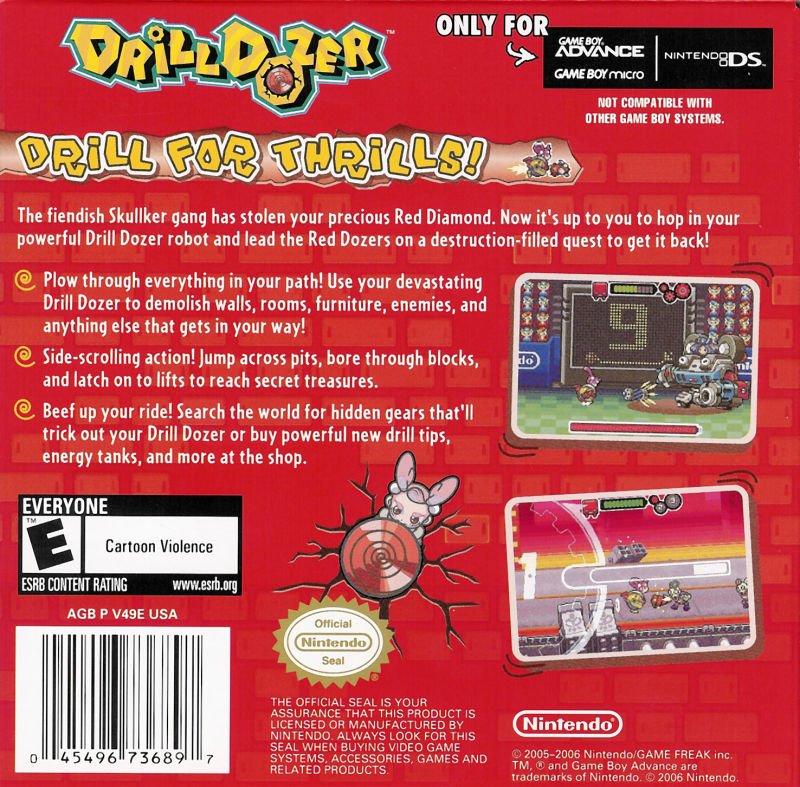 DRILL DOZER™
ONLY FOR
GAME BOY ADVANCE
GAME BOY micro
NINTENDO DS™
NOT COMPATIBLE WITH
OTHER GAME BOY SYSTEMS.
DRILL FOR THRILLS!
The fiendish Skullker gang has stolen your precious Red Diamond. Now it's up to you to hop in your
powerful Drill Dozer robot and lead the Red Dozers on a destruction-filled quest to get it back!
Plow through everything in your path! Use your devastating
Drill Dozer to demolish walls, rooms, furniture, enemies, and
anything else that gets in your way!
Side-scrolling action! Jump across pits, bore through blocks,
and latch on to lifts to reach secret treasures.
Beef up your ride! Search the world for hidden gears that'll
trick out your Drill Dozer or buy powerful new drill tips,
energy tanks, and more at the shop.
9
1
EVERYONE
E™
Cartoon Violence
ESRB CONTENT RATING www.esrb.org
AGB P V49E USA
0 45496 73689 7
Official
Nintendo
Seal
®
THE OFFICIAL SEAL IS YOUR
ASSURANCE THAT THIS PRODUCT IS
LICENSED OR MANUFACTURED BY
NINTENDO. ALWAYS LOOK FOR THIS
SEAL WHEN BUYING VIDEO GAME
SYSTEMS, ACCESSORIES, GAMES AND
RELATED PRODUCTS.
Nintendo®
© 2005-2006 Nintendo/GAME FREAK inc.
TM, ® and Game Boy Advance are
trademarks of Nintendo. © 2006 Nintendo.